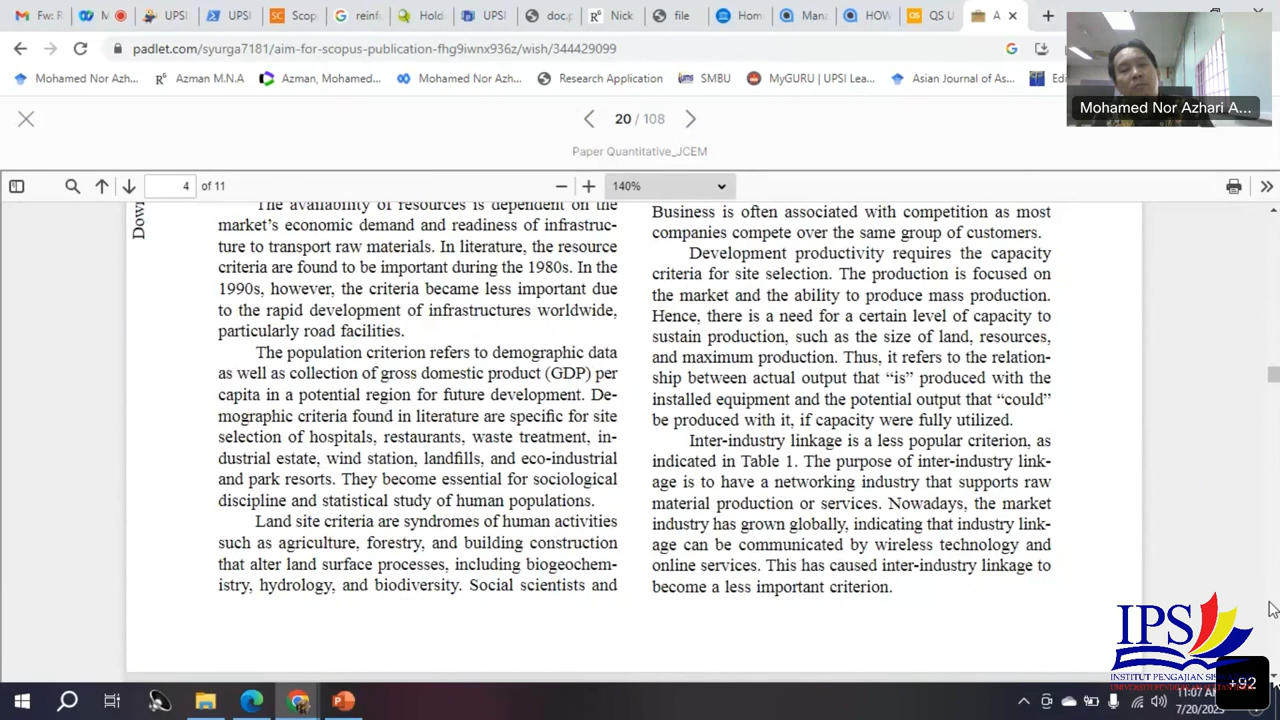 Fw: R
M
UPSI
UPSI
Scop
reinfo
Hold
UPSI
doc.p
Nick
file
Home
Mana
HOW
QS U
A
padlet.com/syurga7181/aim-for-scopus-publication-fhg9iwnx936z/wish/344429099
Mohamed Nor Azh...
Azman M.N.A
Azman, Mohamed...
Mohamed Nor Azh...
Research Application
SMBU
MyGURU | UPSI Lea...
Asian Journal of As...
Mohamed Nor Azhari A...
20 / 108
Paper Quantitative_JCEM
4 of 11
140%
The availability of resources is dependent on the
market's economic demand and readiness of infrastruc-
ture to transport raw materials. In literature, the resource
criteria are found to be important during the 1980s. In the
1990s, however, the criteria became less important due
to the rapid development of infrastructures worldwide,
particularly road facilities.
The population criterion refers to demographic data
as well as collection of gross domestic product (GDP) per
capita in a potential region for future development. De-
mographic criteria found in literature are specific for site
selection of hospitals, restaurants, waste treatment, in-
dustrial estate, wind station, landfills, and eco-industrial
and park resorts. They become essential for sociological
discipline and statistical study of human populations.
Land site criteria are syndromes of human activities
such as agriculture, forestry, and building construction
that alter land surface processes, including biogeochem-
istry, hydrology, and biodiversity. Social scientists and
Business is often associated with competition as most
companies compete over the same group of customers.
Development productivity requires the capacity
criteria for site selection. The production is focused on
the market and the ability to produce mass production.
Hence, there is a need for a certain level of capacity to
sustain production, such as the size of land, resources,
and maximum production. Thus, it refers to the relation-
ship between actual output that “is” produced with the
installed equipment and the potential output that “could”
be produced with it, if capacity were fully utilized.
Inter-industry linkage is a less popular criterion, as
indicated in Table 1. The purpose of inter-industry link-
age is to have a networking industry that supports raw
material production or services. Nowadays, the market
industry has grown globally, indicating that industry link-
age can be communicated by wireless technology and
online services. This has caused inter-industry linkage to
become a less important criterion.
IPS
+92
11:07 A